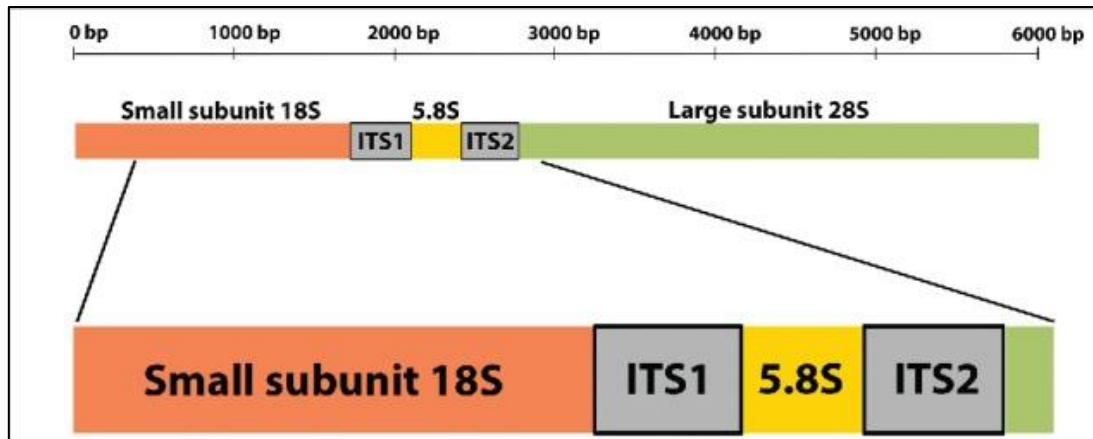 0 bp 1000 bp 2000 bp 3000 bp 4000 bp 5000 bp 6000 bp
Small subunit 18S 5.8S Large subunit 28S
ITS1 ITS2
Small subunit 18S ITS1 5.8S ITS2